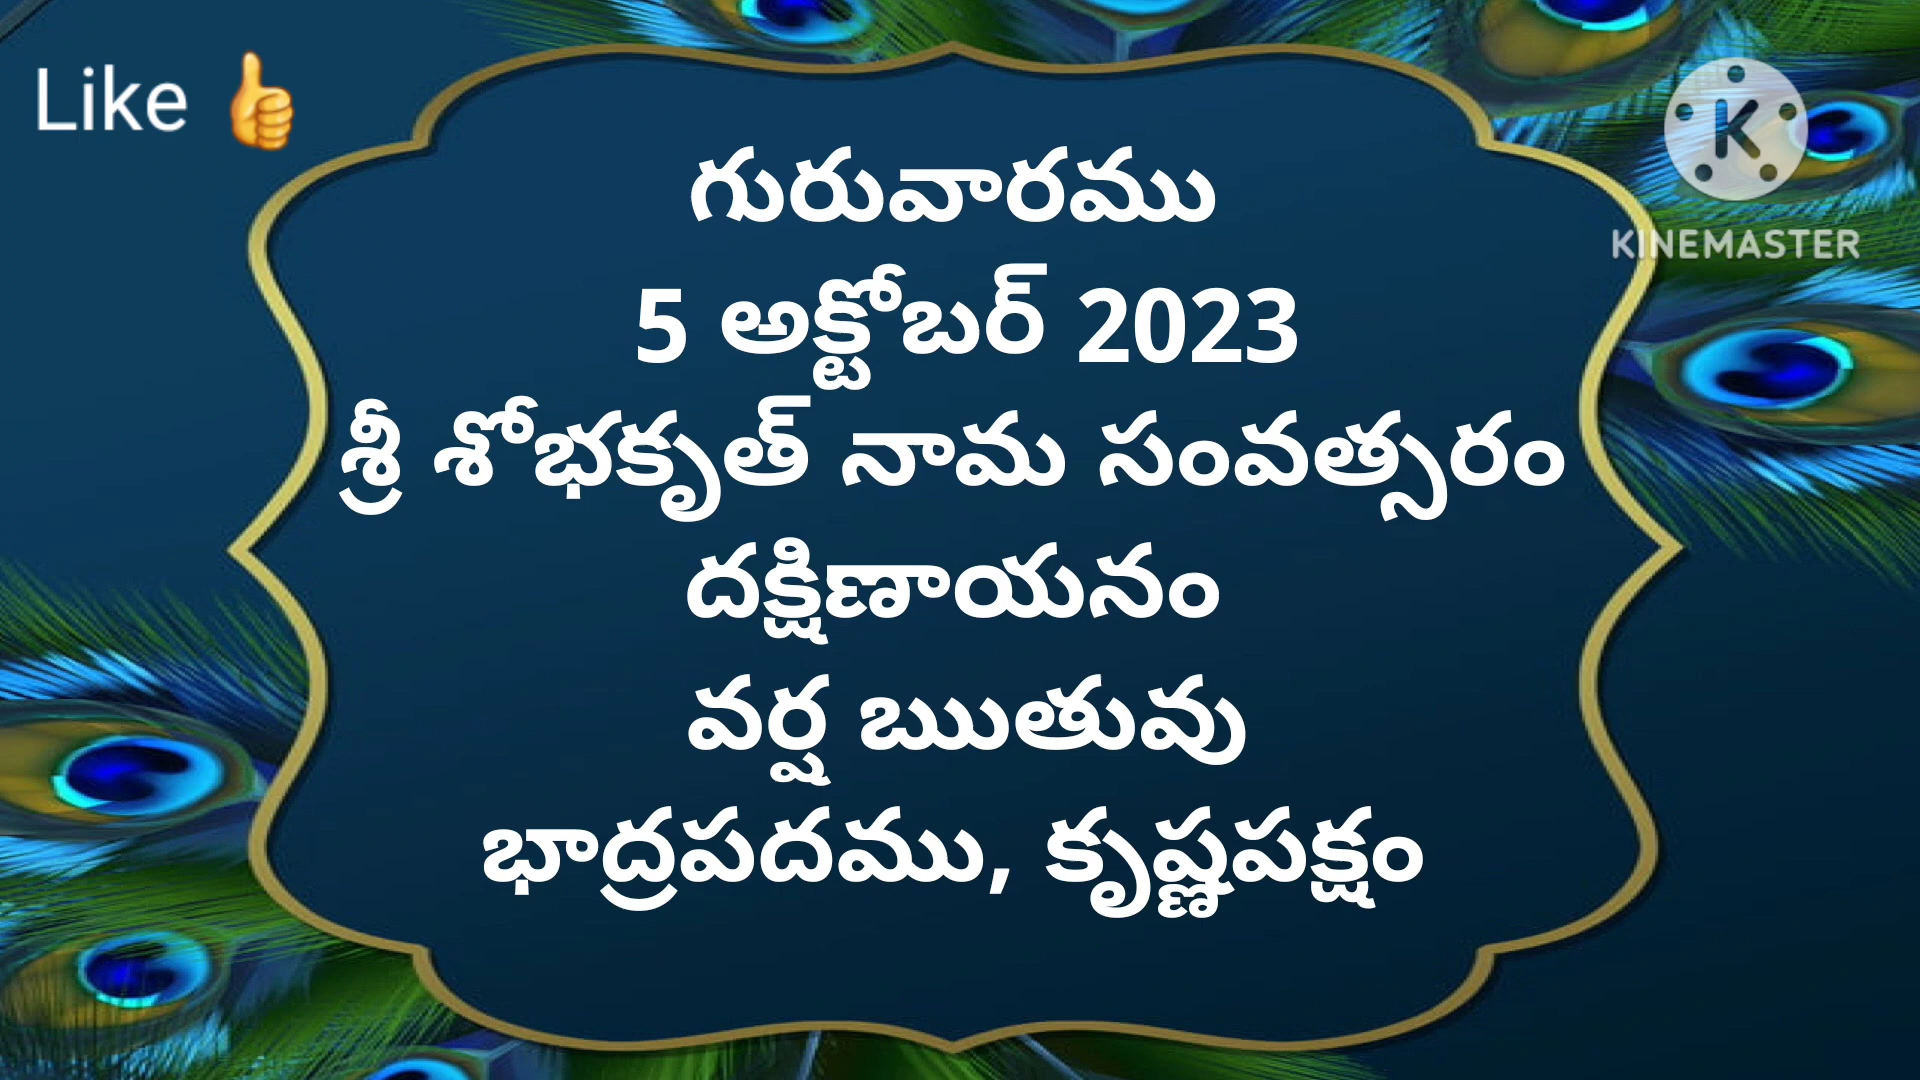 Like 👍
KINEMASTER
గురువారము
5 అక్టోబర్ 2023
శ్రీ శోభకృత్ నామ సంవత్సరం
దక్షిణాయనం
వర్ష ఋతువు
భాద్రపదము, కృష్ణపక్షం